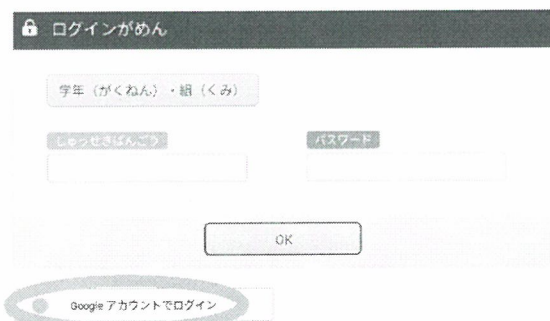 ログインがめん
学年（がくねん）・組（くみ）
しゅっせきばんごう
パスワード
OK
Google アカウントでログイン